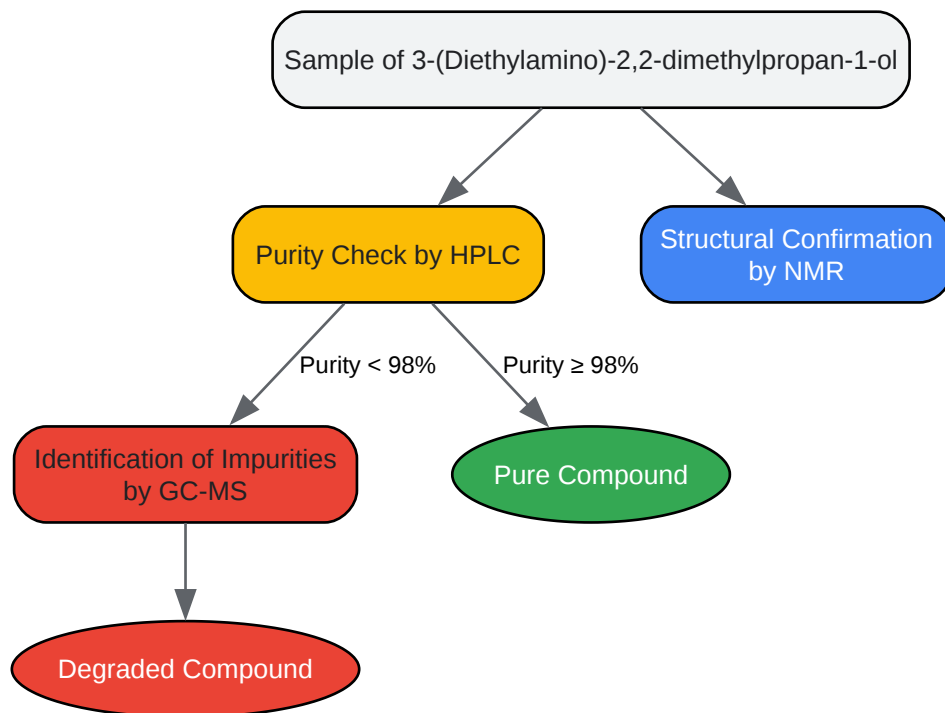 Sample of 3-(Diethylamino)-2,2-dimethylpropan-1-ol
Purity Check by HPLC
Structural Confirmation
by NMR
Purity < 98%
Purity ≥ 98%
Identification of Impurities
by GC-MS
Pure Compound
Degraded Compound